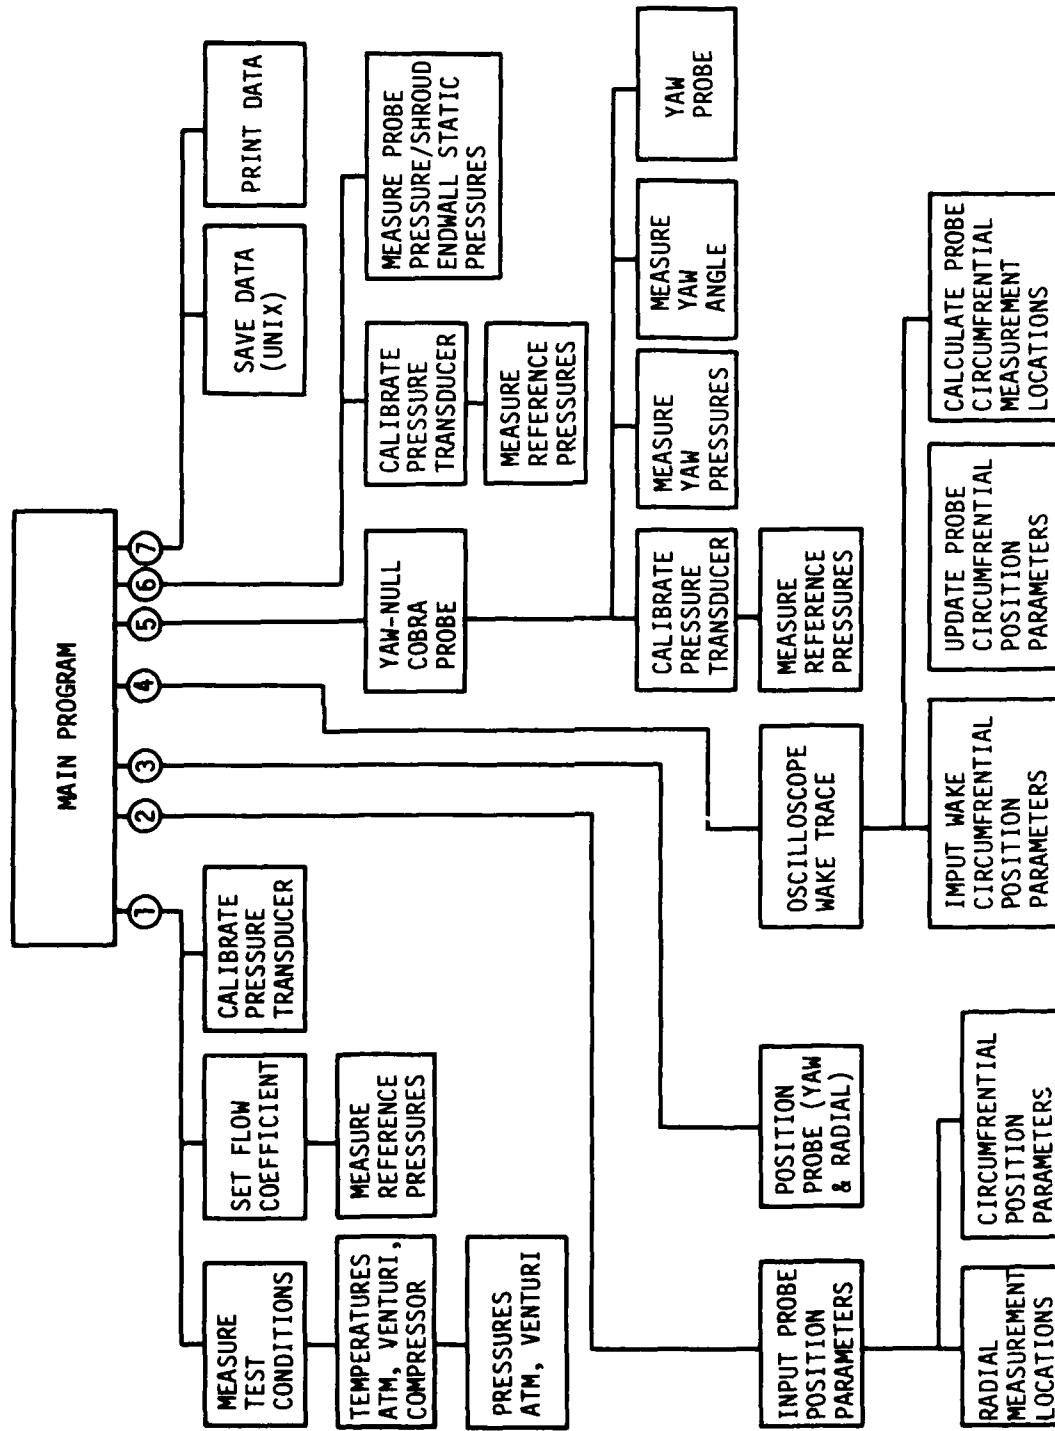 MAIN PROGRAM
1
2
3
4
5
6
7
MEASURE
TEST
CONDITIONS
TEMPERATURES
ATM, VENTURI,
COMPRESSOR
PRESSURES
ATM, VENTURI
SET FLOW
COEFFICIENT
MEASURE
REFERENCE
PRESSURES
CALIBRATE
PRESSURE
TRANSDUCER
INPUT PROBE
POSITION
PARAMETERS
RADIAL
MEASUREMENT
LOCATIONS
CIRCUMFRENTIAL
POSITION
PARAMETERS
POSITION
PROBE (YAW
& RADIAL)
OSCILLOSCOPE
WAKE TRACE
IMPUT WAKE
CIRCUMFRENTIAL
POSITION
PARAMETERS
UPDATE PROBE
CIRCUMFRENTIAL
POSITION
PARAMETERS
CALCULATE PROBE
CIRCUMFRENTIAL
MEASUREMENT
LOCATIONS
YAW-NULL
COBRA
PROBE
CALIBRATE
PRESSURE
TRANSDUCER
MEASURE
REFERENCE
PRESSURES
MEASURE
YAW
PRESSURES
MEASURE
YAW
ANGLE
YAW
PROBE
CALIBRATE
PRESSURE
TRANSDUCER
MEASURE
REFERENCE
PRESSURES
MEASURE PROBE
PRESSURE/SHROUD
ENDWALL STATIC
PRESSURES
SAVE DATA
(UNIX)
PRINT DATA